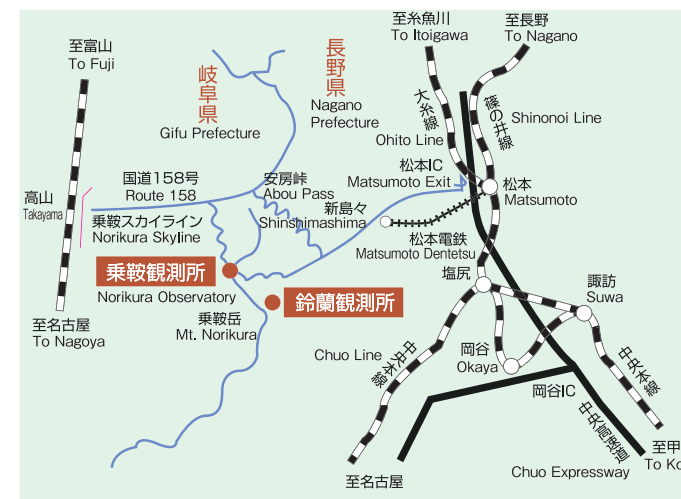 至糸魚川
To Itoigawa
至長野
To Nagano
至富山
To Fuji
岐阜県
Gifu Prefecture
長野県
Nagano
Prefecture
大糸線
Ohito Line
篠の井線
Shinonoi Line
松本IC
Matsumoto Exit
松本
Matsumoto
国道158号
Route 158
安房峠
Abou Pass
高山
Takayama
乗鞍スカイライン
Norikura Skyline
新島々
Shinshimashima
松本電鉄
Matsumoto Dentetsu
乗鞍観測所
Norikura Observatory
鈴蘭観測所
塩尻
諏訪
Suwa
至名古屋
To Nagoya
乗鞍岳
Mt. Norikura
Chuo Line
中央本線
岡谷
Okaya
中央本線
岡谷IC
中央高速道
Chuo Expressway
至甲
To Ko
至名古屋